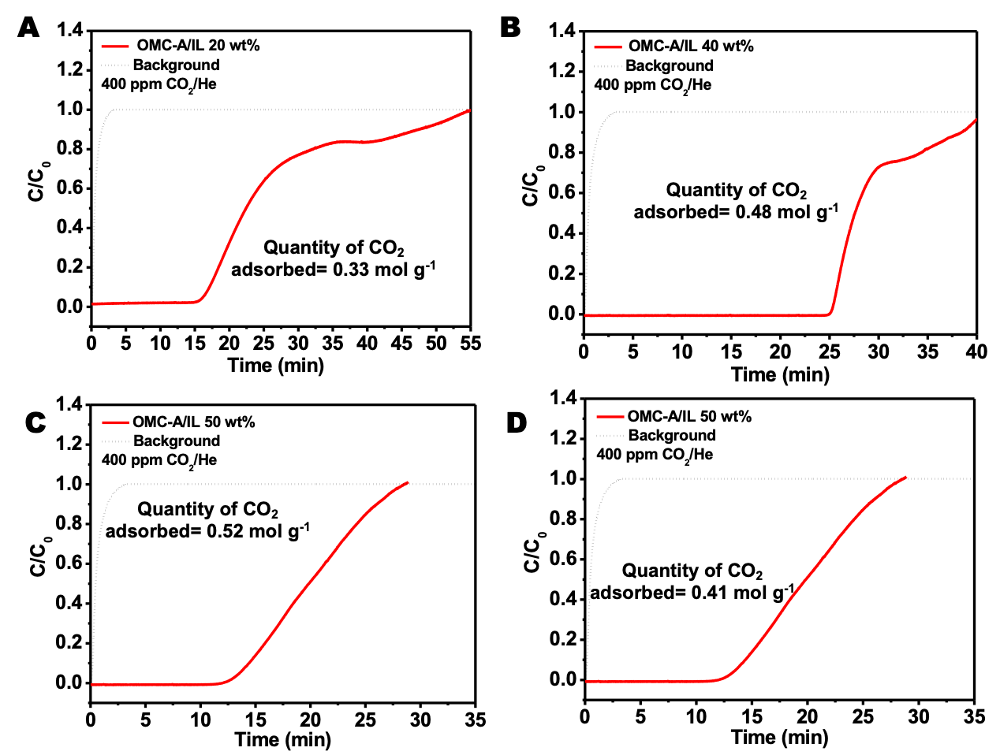 A
1.4
1.2
1.0
0.8
0.6
0.4
0.2
0.0
C/C0
OMC-A/IL 20 wt%
Background
400 ppm CO2/He
Quantity of CO2
adsorbed= 0.33 mol g-1
0 5 10 15 20 25 30 35 40 45 50 55
Time (min)
B
1.4
1.2
1.0
0.8
0.6
0.4
0.2
0.0
C/C0
OMC-A/IL 40 wt%
Background
400 ppm CO2/He
Quantity of CO2
adsorbed= 0.48 mol g-1
0 5 10 15 20 25 30 35 40
Time (min)
C
1.4
1.2
1.0
0.8
0.6
0.4
0.2
0.0
C/C0
OMC-A/IL 50 wt%
Background
400 ppm CO2/He
Quantity of CO2
adsorbed= 0.52 mol g-1
0 5 10 15 20 25 30 35
Time (min)
D
1.4
1.2
1.0
0.8
0.6
0.4
0.2
0.0
C/C0
OMC-A/IL 50 wt%
Background
400 ppm CO2/He
Quantity of CO2
adsorbed= 0.41 mol g-1
0 5 10 15 20 25 30 35
Time (min)